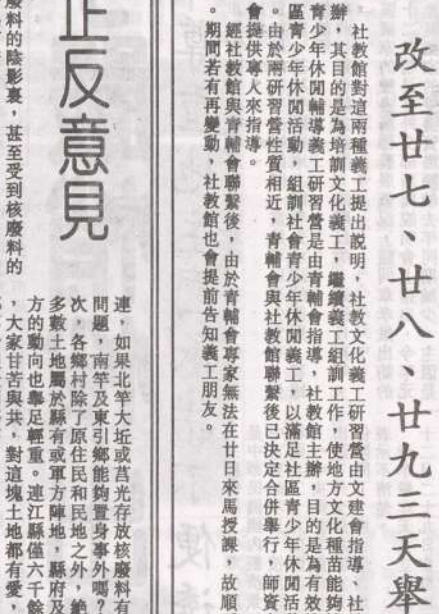 改至廿七、廿八、廿九三天舉
社教館對這兩種義工提出說明，社教文化義工研習營由文建會指導、社
辦，其目的是為培訓文化義工，繼續義工組訓工作，使地方文化種苗能夠
青少年休閒輔導義工研習營是由青輔會指導，社教館主辦，目的是為有效
區青少年休閒活動，組訓社會青少年休閒義工，以滿足社區青少年休閒活
。由於兩研習營性質相近，青輔會與社教館聯繫後已決定合併舉行，師資
會提供專人來指導。
經社教館與青輔會聯繫後，由於青輔會專家無法在廿日來馬授課，故順
。期間若有再變動，社教館也會提前告知義工朋友。
正反意見
連，如果北竿大坵或莒光存放核廢料有
問題，南竿及東引鄉能夠置身事外嗎？
次，各鄉村除了原住民和民地之外，絕
多數土地屬於縣有或軍方陣地，縣府及
方的動向也舉足輕重。連江縣僅六千餘
，大家甘苦與共，對這塊土地都有愛，
廢料的陰影裏，甚至受到核廢料的